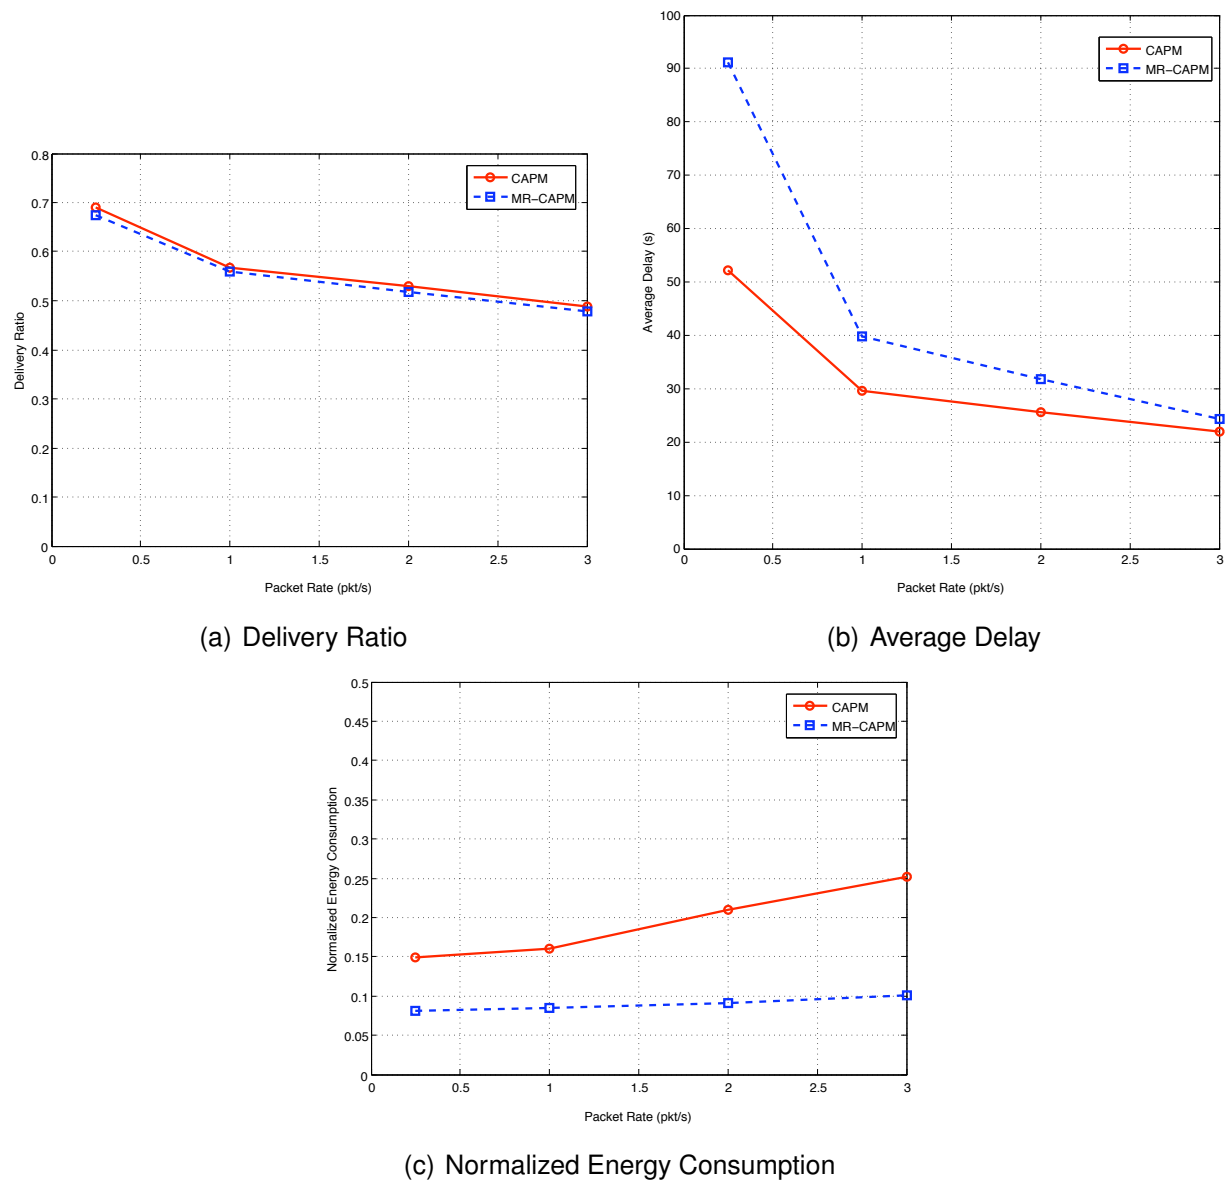 0.8
0.7
0.6
0.5
0.4
0.3
0.2
0.1
0
Delivery Ratio
0 0.5 1 1.5 2 2.5 3
Packet Rate (pkt/s)
CAPM
MR−CAPM
(a) Delivery Ratio
100
90
80
70
60
50
40
30
20
10
0
Average Delay (s)
0 0.5 1 1.5 2 2.5 3
Packet Rate (pkt/s)
CAPM
MR−CAPM
(b) Average Delay
0.5
0.45
0.4
0.35
0.3
0.25
0.2
0.15
0.1
0.05
0
Normalized Energy Consumption
0 0.5 1 1.5 2 2.5 3
Packet Rate (pkt/s)
CAPM
MR−CAPM
(c) Normalized Energy Consumption